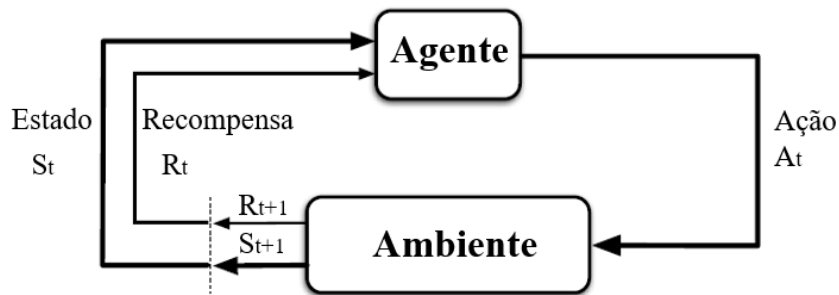 Agente
Estado
St
Recompensa
Rt
Ação
At
Rt+1
St+1
Ambiente